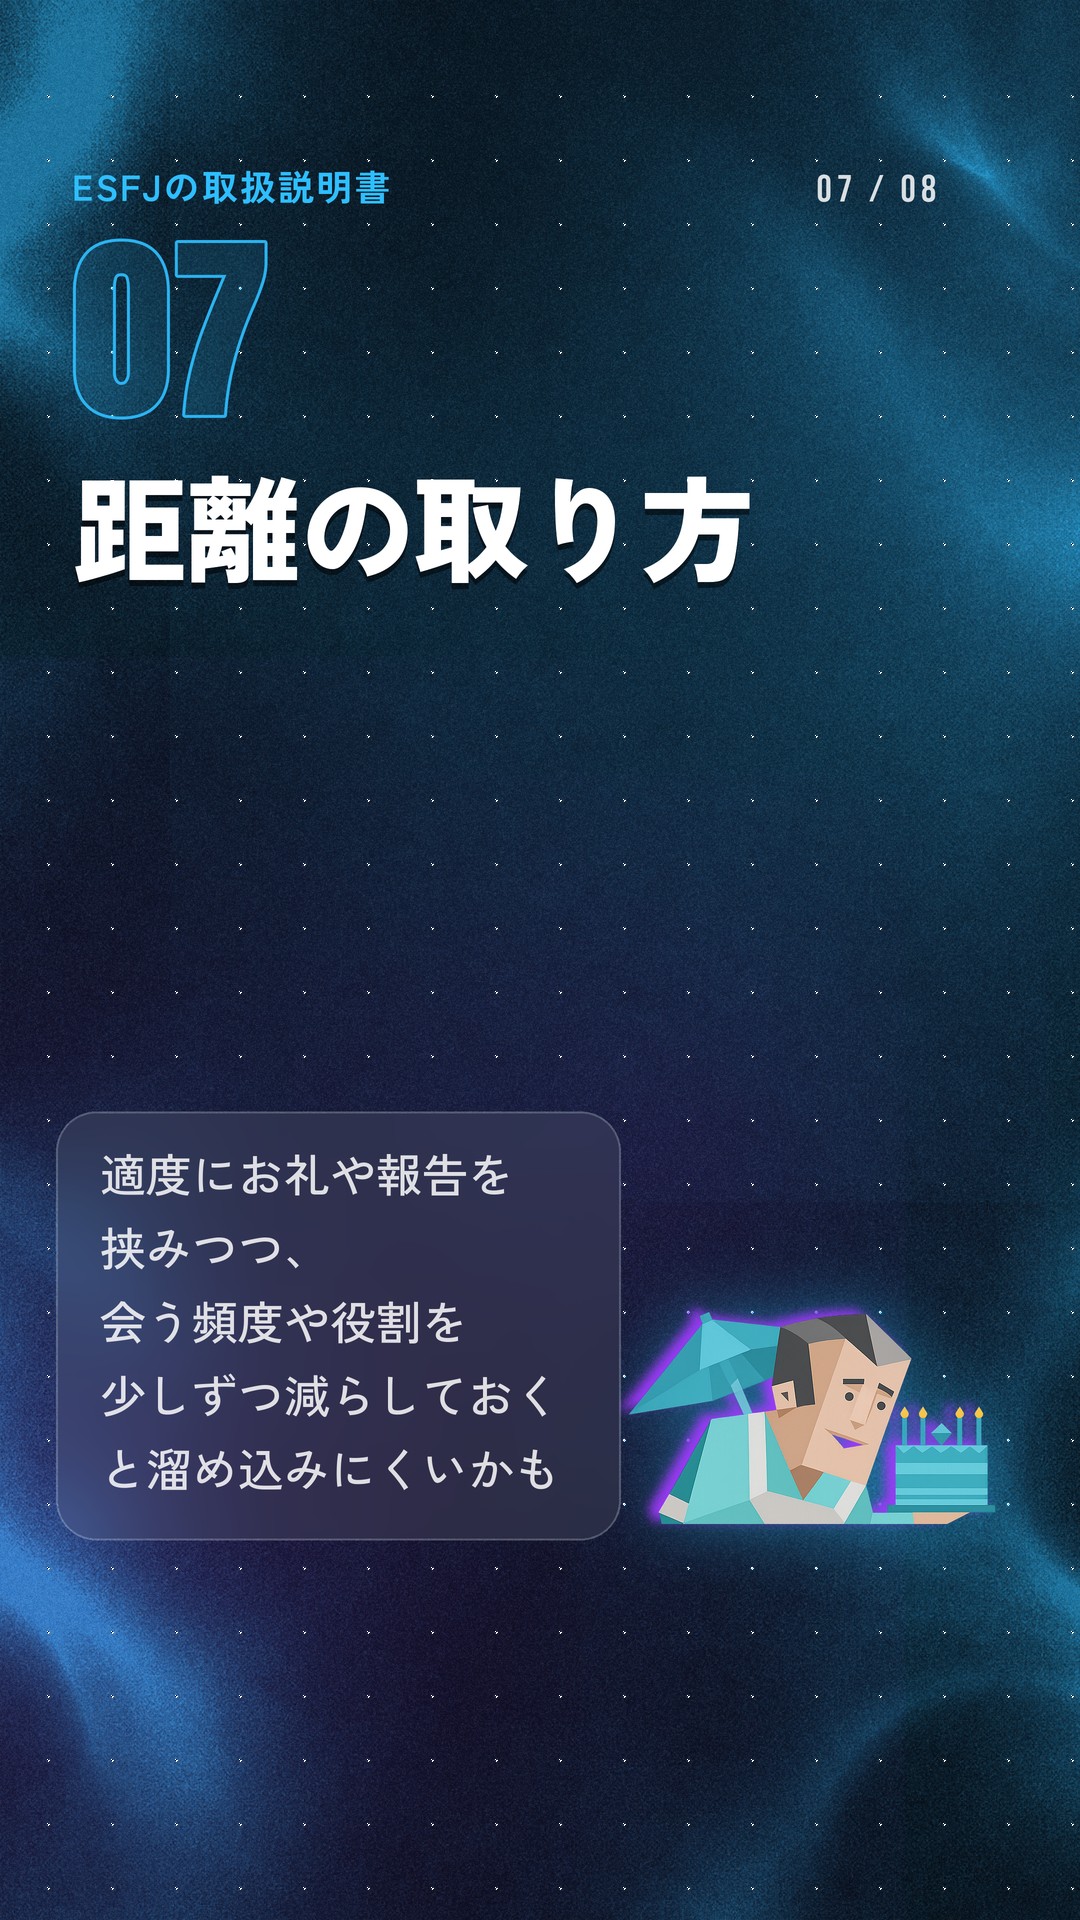 ESFJの取扱説明書
07 / 08
07
距離の取り方
適度にお礼や報告を
挟みつつ、
会う頻度や役割を
少しずつ減らしておく
と溜め込みにくいかも